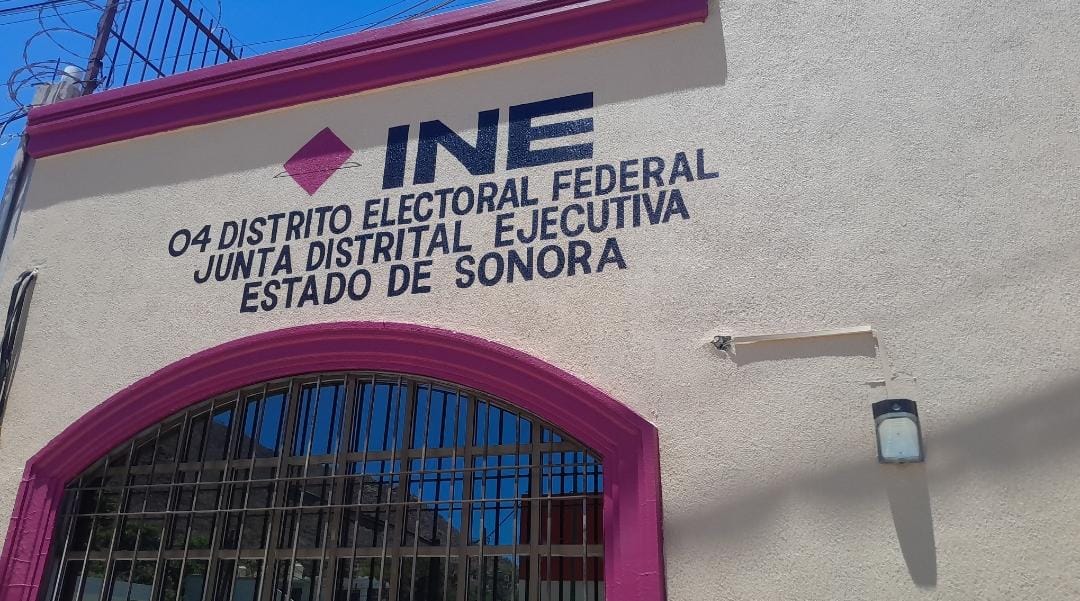 INE
04 DISTRITO ELECTORAL FEDERAL
JUNTA DISTRITAL EJECUTIVA
ESTADO DE SONORA